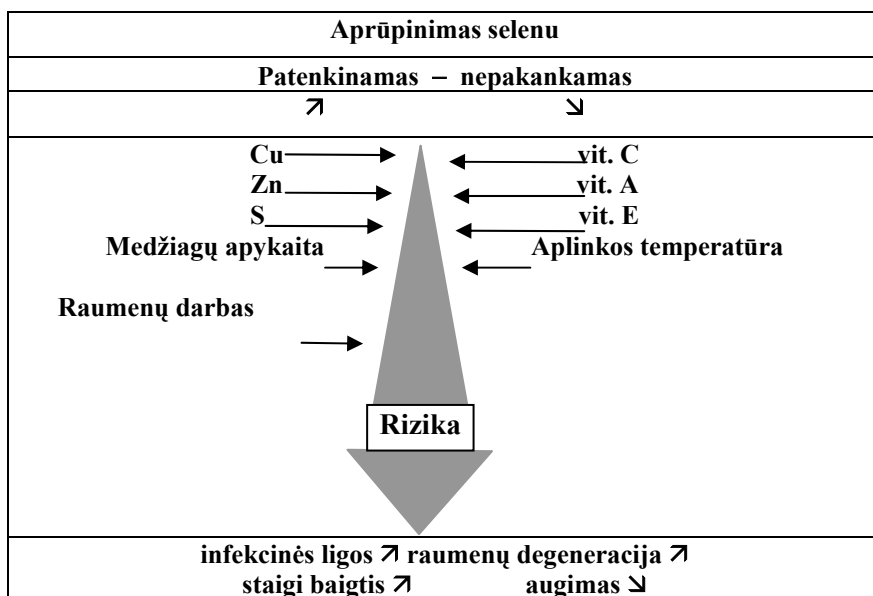 Aprūpinimas selenu
Patenkinamas – nepakankamas
↗ ↘
Cu vit. C
Zn vit. A
S vit. E
Medžiagų apykaita Aplinkos temperatūra
Raumenų darbas
Rizika
infekcinės ligos ↗ raumenų degeneracija ↗
staigi baigtis ↗ augimas ↘